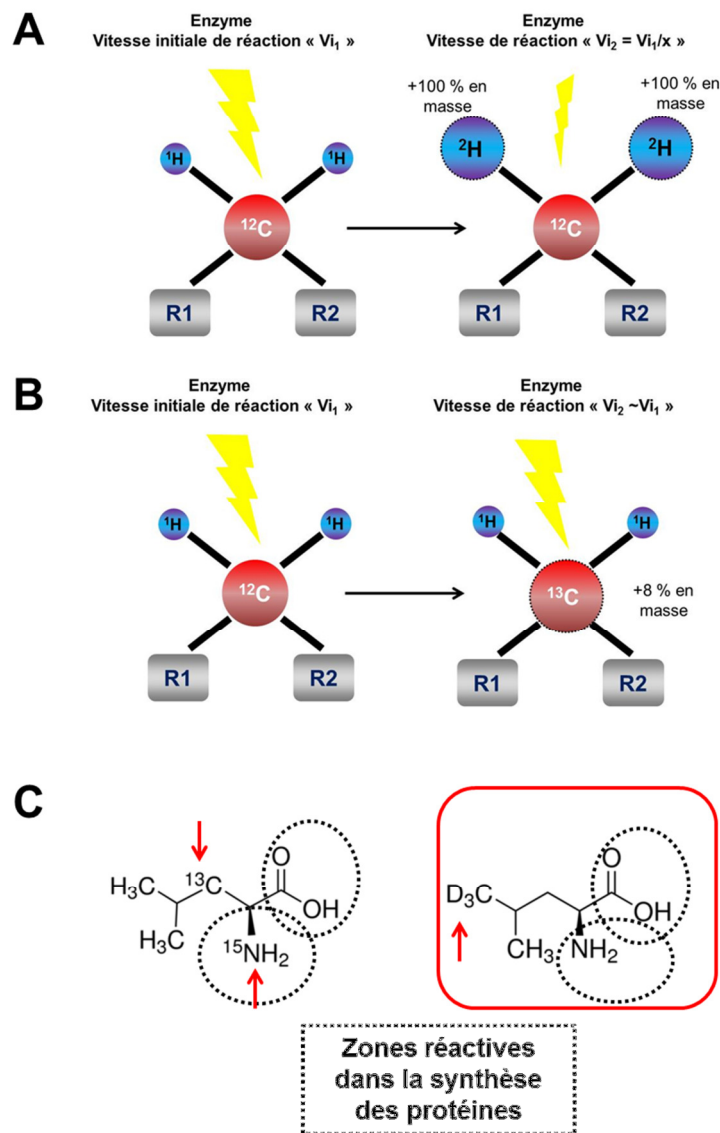 A
Enzyme
Vitesse initiale de réaction « Vi₁ »
Enzyme
Vitesse de réaction « Vi₂ = Vi₁/x »
+100 % en
masse
+100 % en
masse
¹H
¹H
²H
²H
¹²C
¹²C
R1
R2
R1
R2
B
Enzyme
Vitesse initiale de réaction « Vi₁ »
Enzyme
Vitesse de réaction « Vi₂ ~Vi₁ »
¹H
¹H
¹H
¹H
¹²C
¹³C
+8 % en
masse
R1
R2
R1
R2
C
¹³C
O
H₃C
OH
CH₃
¹⁵NH₂
O
D₃C
OH
CH₃
NH₂
Zones réactives
dans la synthèse
des protéines